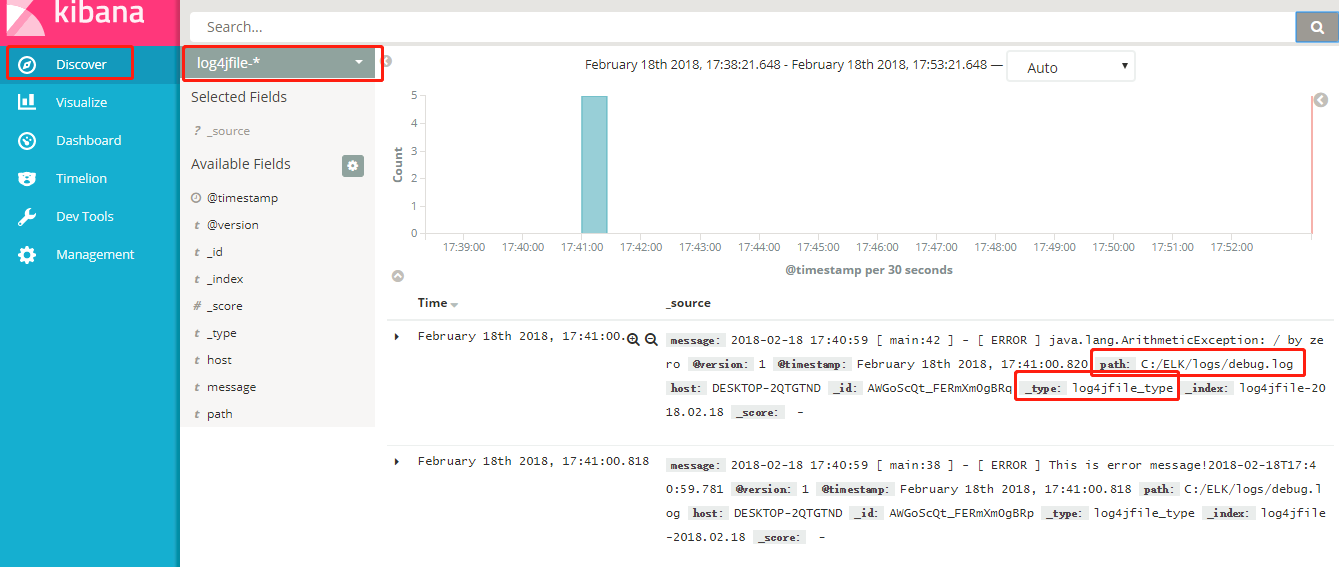 kibana
Search...
Discover
log4jfile-*
February 18th 2018, 17:38:21.648 - February 18th 2018, 17:53:21.648 — Auto
Visualize
Dashboard
Timelion
Dev Tools
Management
Selected Fields
? _source
Available Fields
@timestamp
t @version
t _id
t _index
# _score
t _type
t host
t message
t path
Count
5
4
3
2
1
0
17:39:00 17:40:00 17:41:00 17:42:00 17:43:00 17:44:00 17:45:00 17:46:00 17:47:00 17:48:00 17:49:00 17:50:00 17:51:00 17:52:00
@timestamp per 30 seconds
Time _source
February 18th 2018, 17:41:00. message: 2018-02-18 17:40:59 [ main:42 ] - [ ERROR ] java.lang.ArithmeticException: / by ze
ro @version: 1 @timestamp: February 18th 2018, 17:41:00.820 path: C:/ELK/logs/debug.log
host: DESKTOP-2QTGTND _id: AWGoScQt_FERmXmOgBRq _type: log4jfile_type _index: log4jfile-20
18.02.18 _score: -
February 18th 2018, 17:41:00.818 message: 2018-02-18 17:40:59 [ main:38 ] - [ ERROR ] This is error message!2018-02-18T17:4
0:59.781 @version: 1 @timestamp: February 18th 2018, 17:41:00.818 path: C:/ELK/logs/debug.l
og host: DESKTOP-2QTGTND _id: AWGoScQt_FERmXmOgBRp _type: log4jfile_type _index: log4jfile
-2018.02.18 _score: -